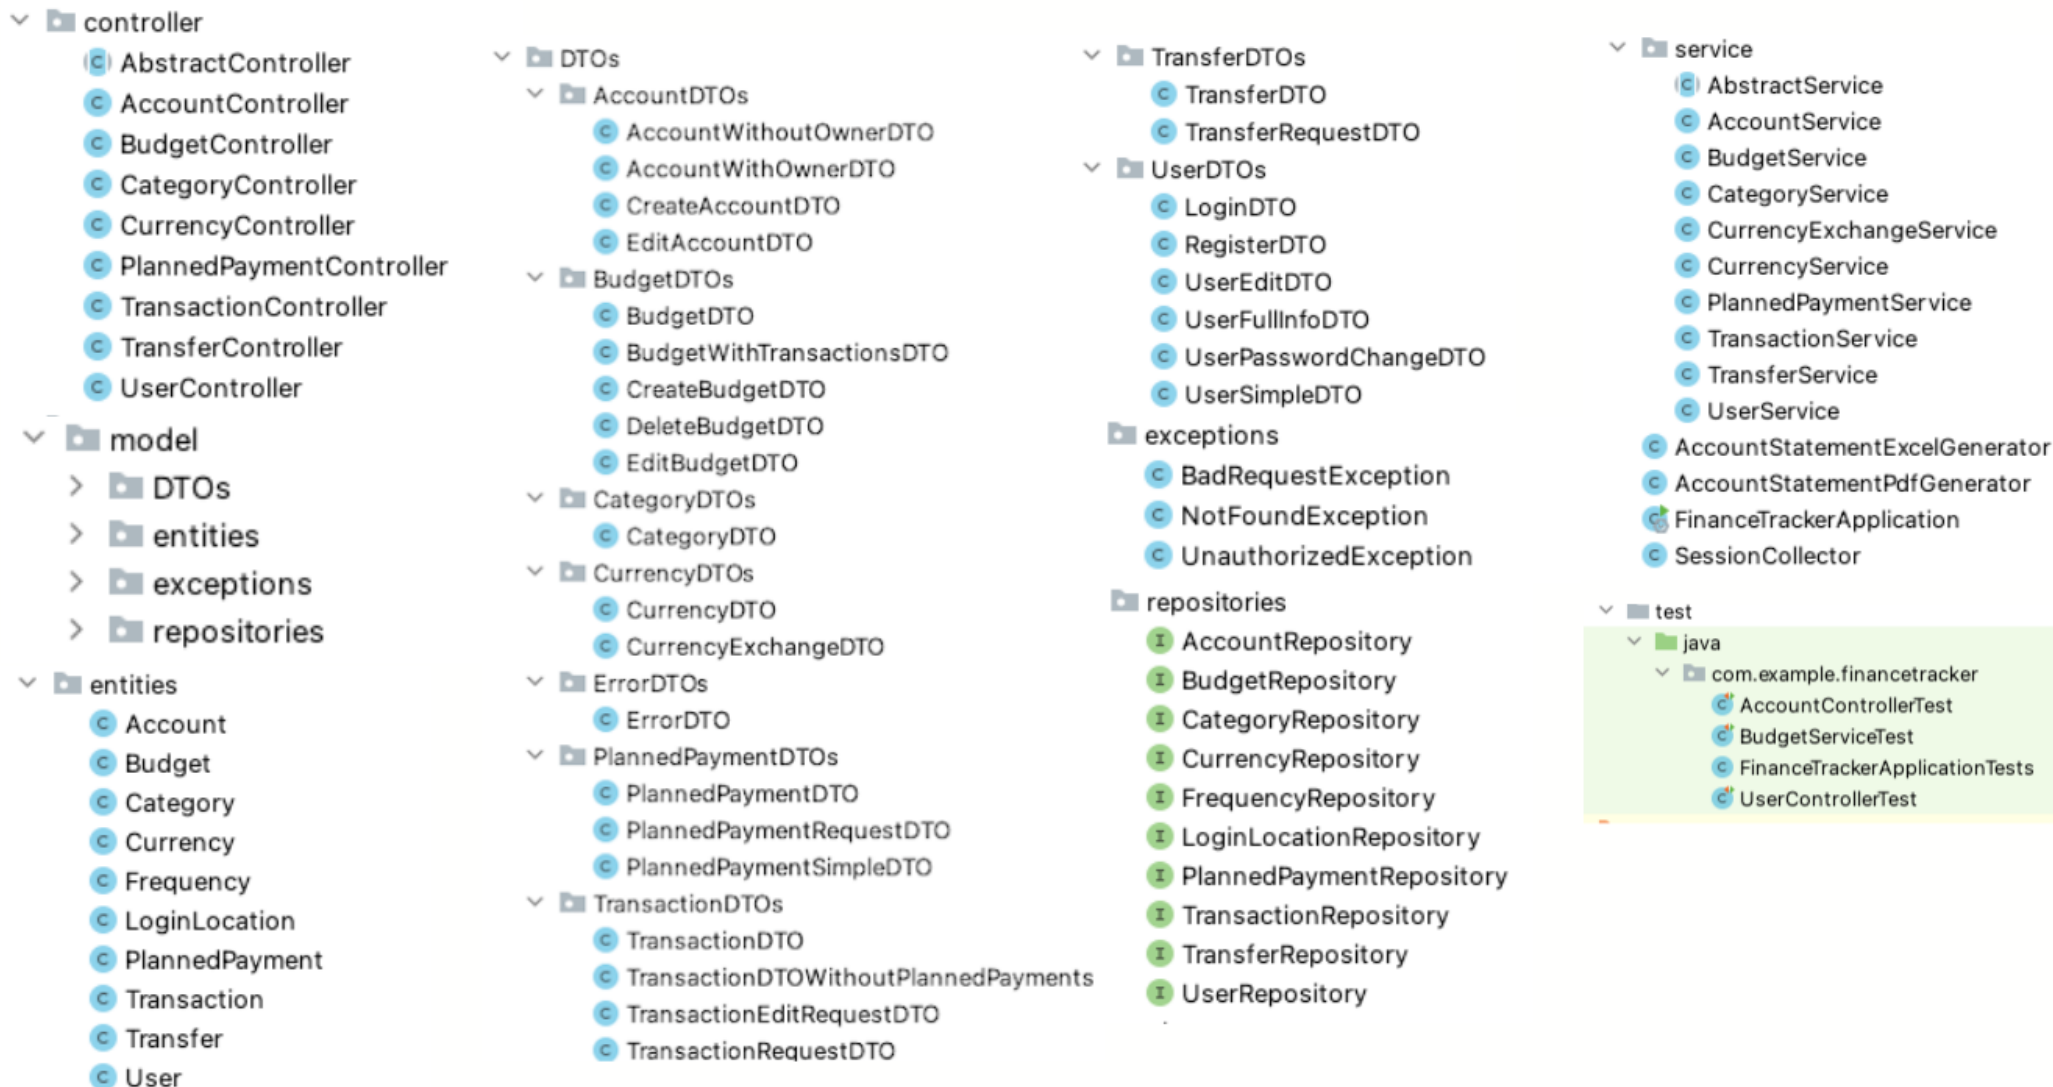 controller
AbstractController
AccountController
BudgetController
CategoryController
CurrencyController
PlannedPaymentController
TransactionController
TransferController
UserController
model
DTOs
entities
exceptions
repositories
entities
Account
Budget
Category
Currency
Frequency
LoginLocation
PlannedPayment
Transaction
Transfer
User
DTOs
AccountDTOs
AccountWithoutOwnerDTO
AccountWithOwnerDTO
CreateAccountDTO
EditAccountDTO
BudgetDTOs
BudgetDTO
BudgetWithTransactionsDTO
CreateBudgetDTO
DeleteBudgetDTO
EditBudgetDTO
CategoryDTOs
CategoryDTO
CurrencyDTOs
CurrencyDTO
CurrencyExchangeDTO
ErrorDTOs
ErrorDTO
PlannedPaymentDTOs
PlannedPaymentDTO
PlannedPaymentRequestDTO
PlannedPaymentSimpleDTO
TransactionDTOs
TransactionDTO
TransactionDTOWithoutPlannedPayments
TransactionEditRequestDTO
TransactionRequestDTO
TransferDTOs
TransferDTO
TransferRequestDTO
UserDTOs
LoginDTO
RegisterDTO
UserEditDTO
UserFullInfoDTO
UserPasswordChangeDTO
UserSimpleDTO
exceptions
BadRequestException
NotFoundException
UnauthorizedException
repositories
AccountRepository
BudgetRepository
CategoryRepository
CurrencyRepository
FrequencyRepository
LoginLocationRepository
PlannedPaymentRepository
TransactionRepository
TransferRepository
UserRepository
service
AbstractService
AccountService
BudgetService
CategoryService
CurrencyExchangeService
CurrencyService
PlannedPaymentService
TransactionService
TransferService
UserService
AccountStatementExcelGenerator
AccountStatementPdfGenerator
FinanceTrackerApplication
SessionCollector
test
java
com.example.financetracker
AccountControllerTest
BudgetServiceTest
FinanceTrackerApplicationTests
UserControllerTest